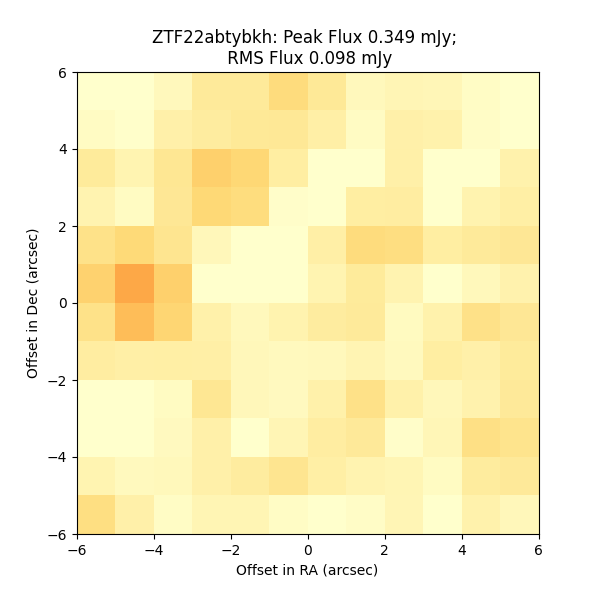 ZTF22abtybkh: Peak Flux 0.349 mJy;
RMS Flux 0.098 mJy
6
4
2
0
−2
−4
−6
Offset in Dec (arcsec)
−6 −4 −2 0 2 4 6
Offset in RA (arcsec)